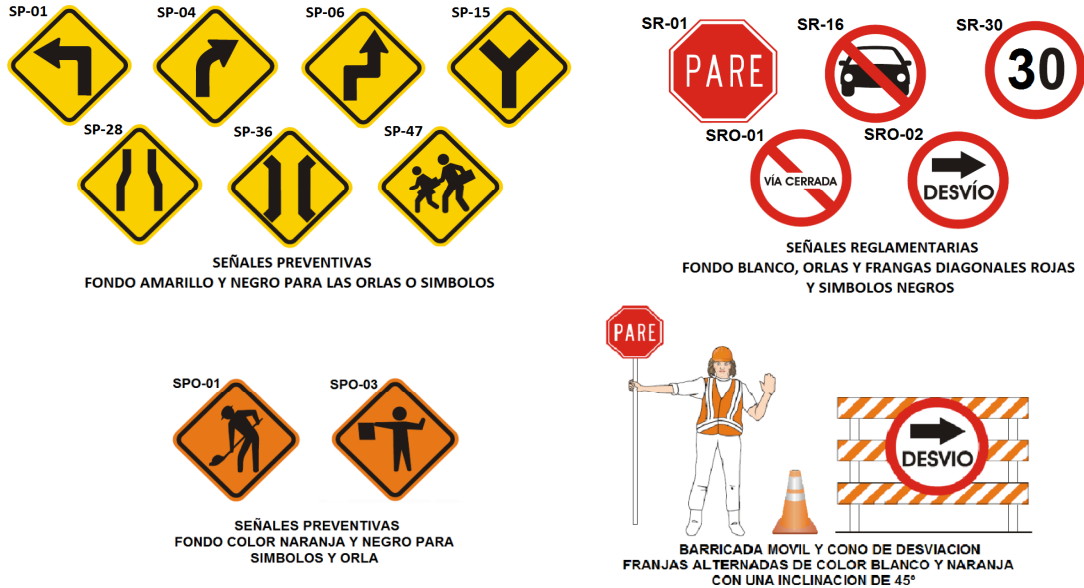 SP-01
SP-04
SP-06
SP-15
SP-28
SP-36
SP-47
SEÑALES PREVENTIVAS
FONDO AMARILLO Y NEGRO PARA LAS ORLAS O SIMBOLOS
SR-01
SR-16
SR-30
PARE
30
SRO-01
SRO-02
VÍA CERRADA
DESVÍO
SEÑALES REGLAMENTARIAS
FONDO BLANCO, ORLAS Y FRANGAS DIAGONALES ROJAS
Y SIMBOLOS NEGROS
SPO-01
SPO-03
SEÑALES PREVENTIVAS
FONDO COLOR NARANJA Y NEGRO PARA
SIMBOLOS Y ORLA
PARE
DESVIO
BARRICADA MOVIL Y CONO DE DESVIACION
FRANJAS ALTERNADAS DE COLOR BLANCO Y NARANJA
CON UNA INCLINACION DE 45º